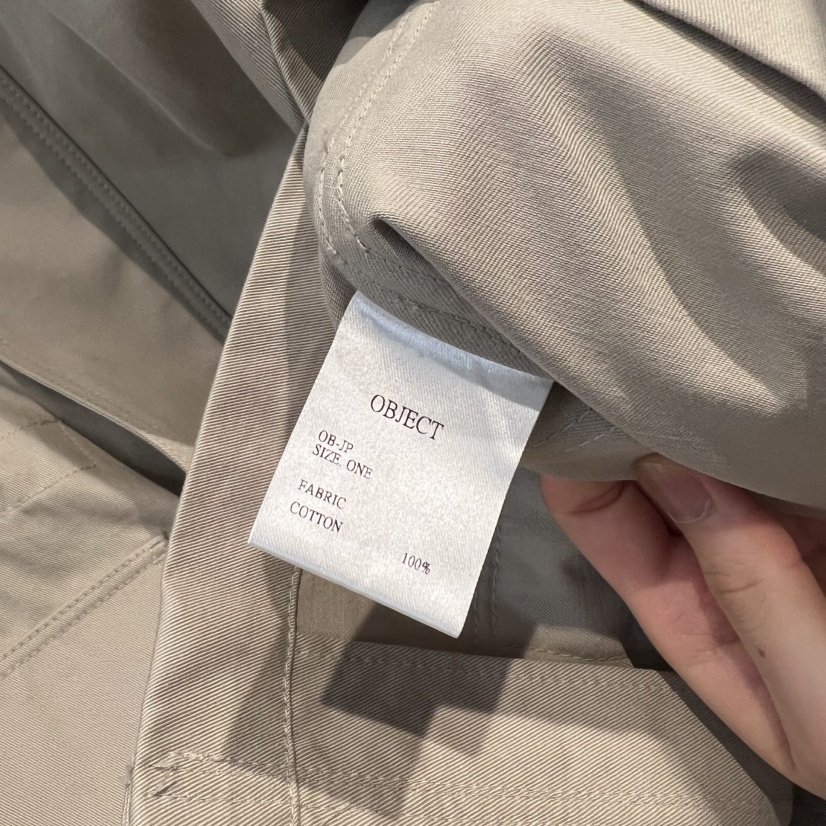 OBJECT
OB-JP
SIZE. ONE
FABRIC
COTTON
100%